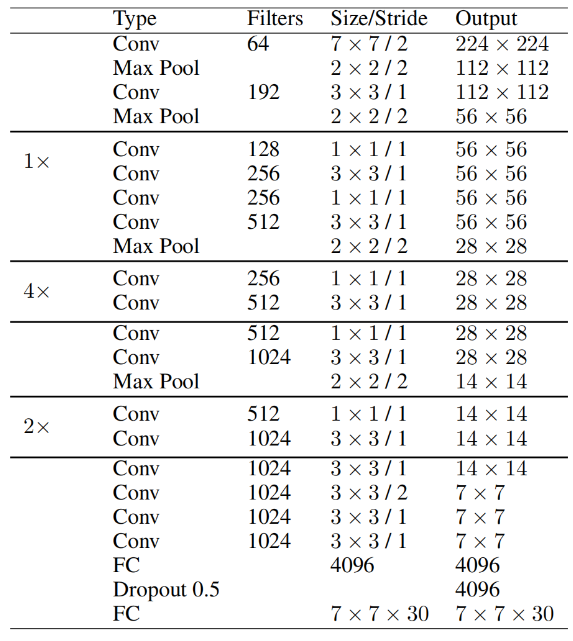 Type Filters Size/Stride Output
Conv 64 7 × 7 / 2 224 × 224
Max Pool 2 × 2 / 2 112 × 112
Conv 192 3 × 3 / 1 112 × 112
Max Pool 2 × 2 / 2 56 × 56
1× Conv 128 1 × 1 / 1 56 × 56
Conv 256 3 × 3 / 1 56 × 56
Conv 256 1 × 1 / 1 56 × 56
Conv 512 3 × 3 / 1 56 × 56
Max Pool 2 × 2 / 2 28 × 28
4× Conv 256 1 × 1 / 1 28 × 28
Conv 512 3 × 3 / 1 28 × 28
Conv 512 1 × 1 / 1 28 × 28
Conv 1024 3 × 3 / 1 28 × 28
Max Pool 2 × 2 / 2 14 × 14
2× Conv 512 1 × 1 / 1 14 × 14
Conv 1024 3 × 3 / 1 14 × 14
Conv 1024 3 × 3 / 1 14 × 14
Conv 1024 3 × 3 / 2 7 × 7
Conv 1024 3 × 3 / 1 7 × 7
Conv 1024 3 × 3 / 1 7 × 7
FC 4096 4096
Dropout 0.5 4096
FC 7 × 7 × 30 7 × 7 × 30